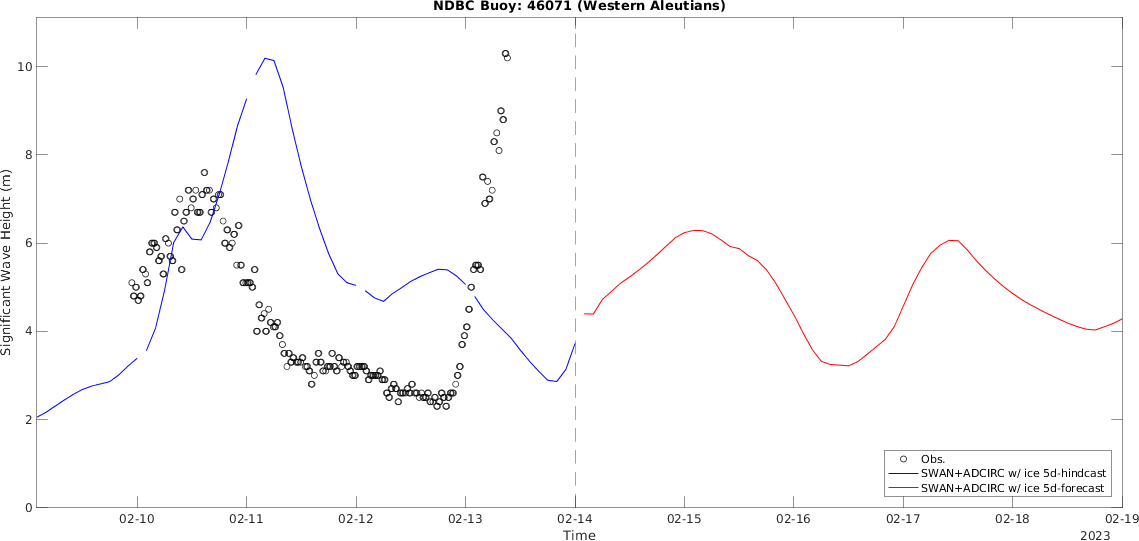 NDBC Buoy: 46071 (Western Aleutians)
Significant Wave Height (m)
10
8
6
4
2
0
Obs.
SWAN+ADCIRC w/ ice 5d-hindcast
SWAN+ADCIRC w/ ice 5d-forecast
02-10 02-11 02-12 02-13 02-14 02-15 02-16 02-17 02-18 02-19
Time
2023